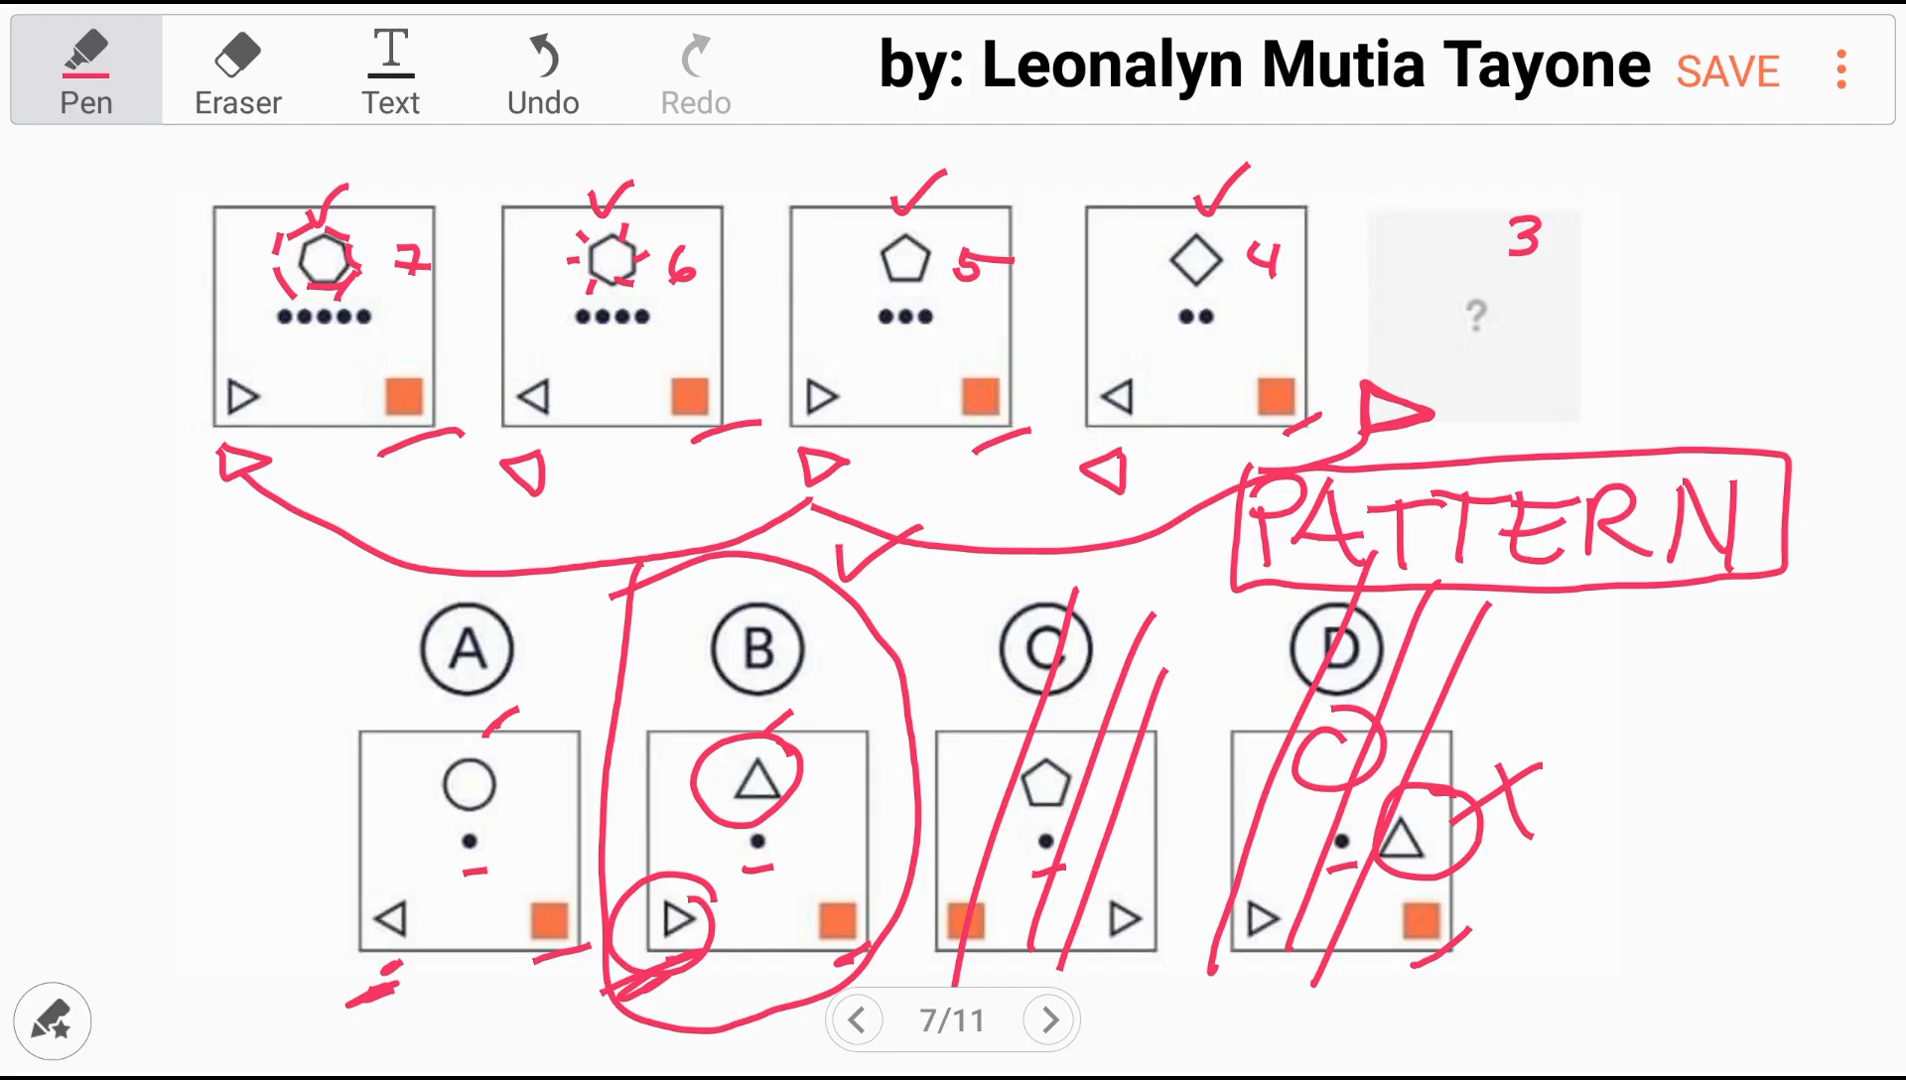 Pen Eraser Text Undo Redo by: Leonalyn Mutia Tayone SAVE
7 6 5 4 3
?
PATTERN
A B C D
7/11